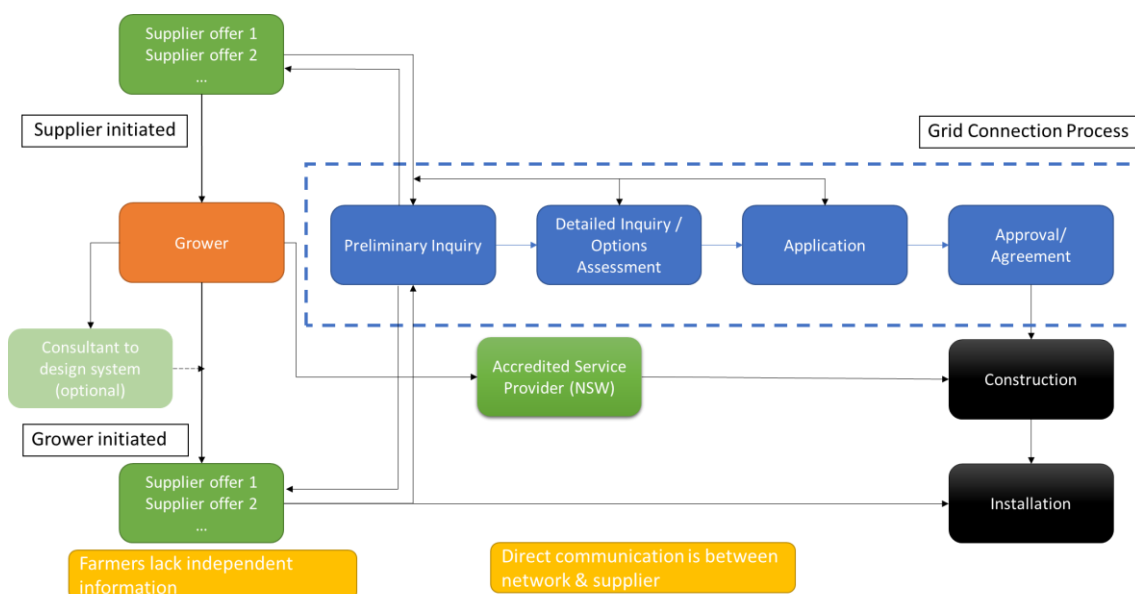 Supplier offer 1
Supplier offer 2
...
Supplier initiated
Grid Connection Process
Grower
Preliminary Inquiry
Detailed Inquiry /
Options
Assessment
Application
Approval/
Agreement
Consultant to
design system
(optional)
Accredited Service
Provider (NSW)
Construction
Grower initiated
Supplier offer 1
Supplier offer 2
...
Installation
Farmers lack independent
information
Direct communication is between
network & supplier